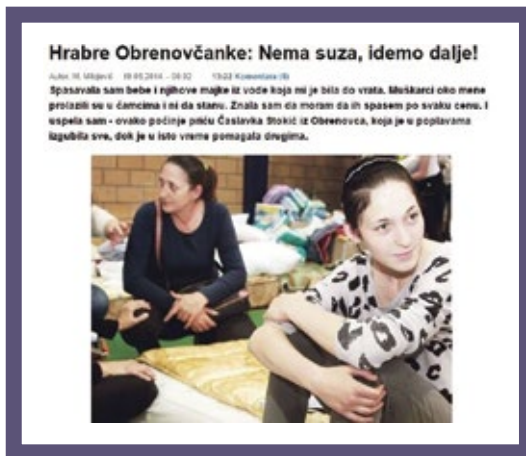 Hrabre Obrenovčanke: Nema suza, idemo dalje!
Autor. M. Milojević
Komentara
Spasavala sam bebe i njihove majke iz vode koja mi je bila do vrata. Muškarci oko mene
prolazili su u čamcima i ni da stanu. Znala sam da moram da ih spasem po svaku cenu. I
uspela sam - ovako počinje priču Časlavka Stokić iz Obrenovca, koja je u poplavama
izgubila sve, dok je u isto vreme pomagala drugima.